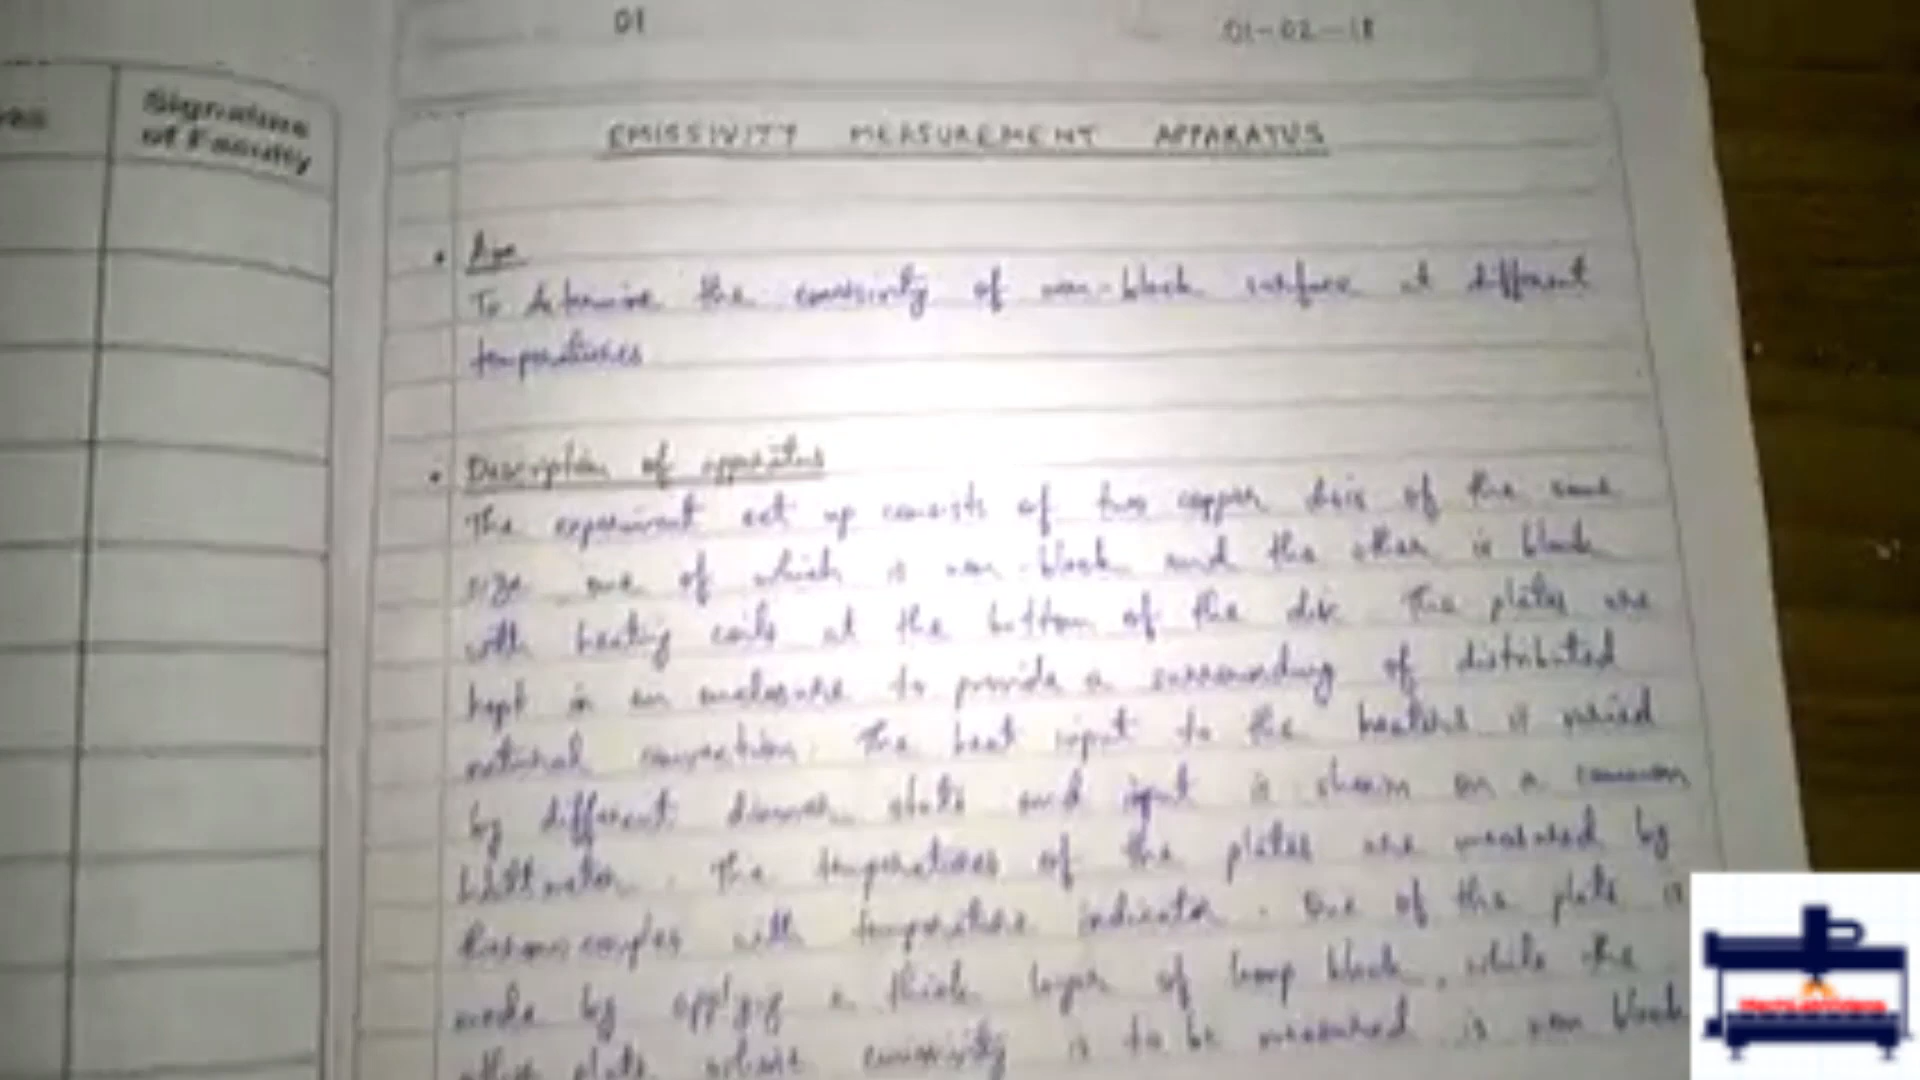 01
01-02-18
Signature
of Faculty
EMISSIVITY MEASUREMENT APPARATUS
• Aim
To determine the emissivity of non-black surface at different
temperatures
• Description of apparatus
The experiment set up consists of two copper discs of the same
size one of which is non-black and the other is black
with heating coils at the bottom of the disc The plates are
kept in an enclosure to provide a surrounding of distributed
natural convection. The heat input to the heaters is varied
by different dimmer stats and input is shown on a common
The temperatures of the plates are measured by
thermocouples with temperature indicator. One of the plate is
made by applying a thick layer of lamp black, while the
other plate whose emissivity is to be measured is non black